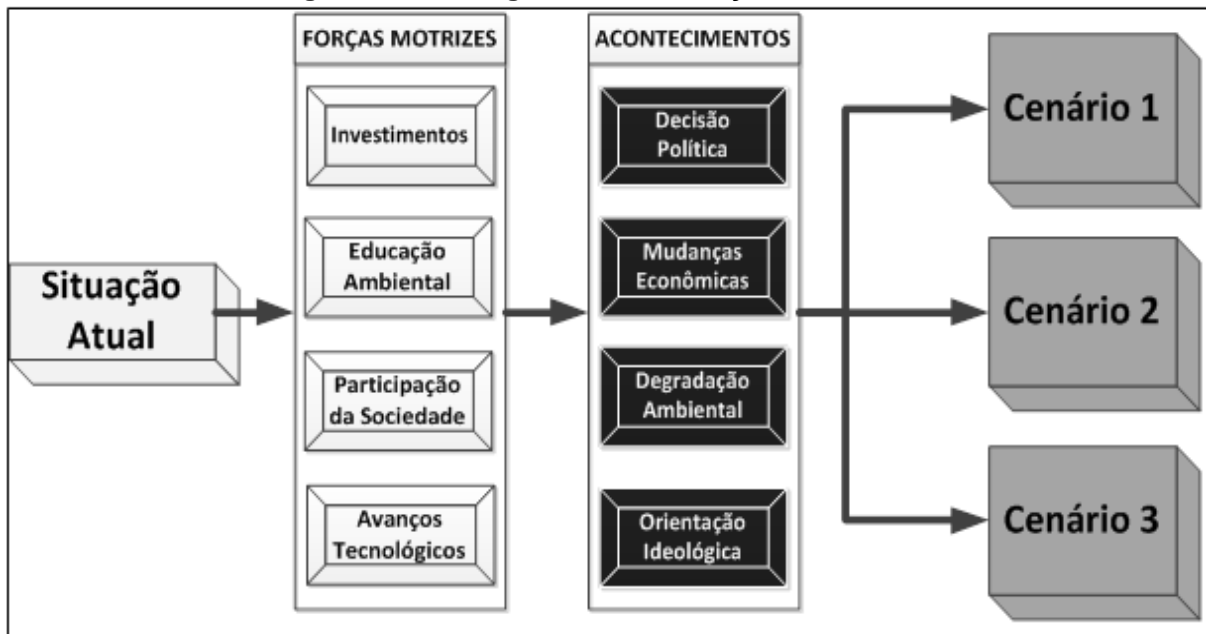 FORÇAS MOTRIZES
ACONTECIMENTOS
Situação
Atual
Investimentos
Educação
Ambiental
Participação
da Sociedade
Avanços
Tecnológicos
Decisão
Política
Mudanças
Econômicas
Degradação
Ambiental
Orientação
Ideológica
Cenário 1
Cenário 2
Cenário 3